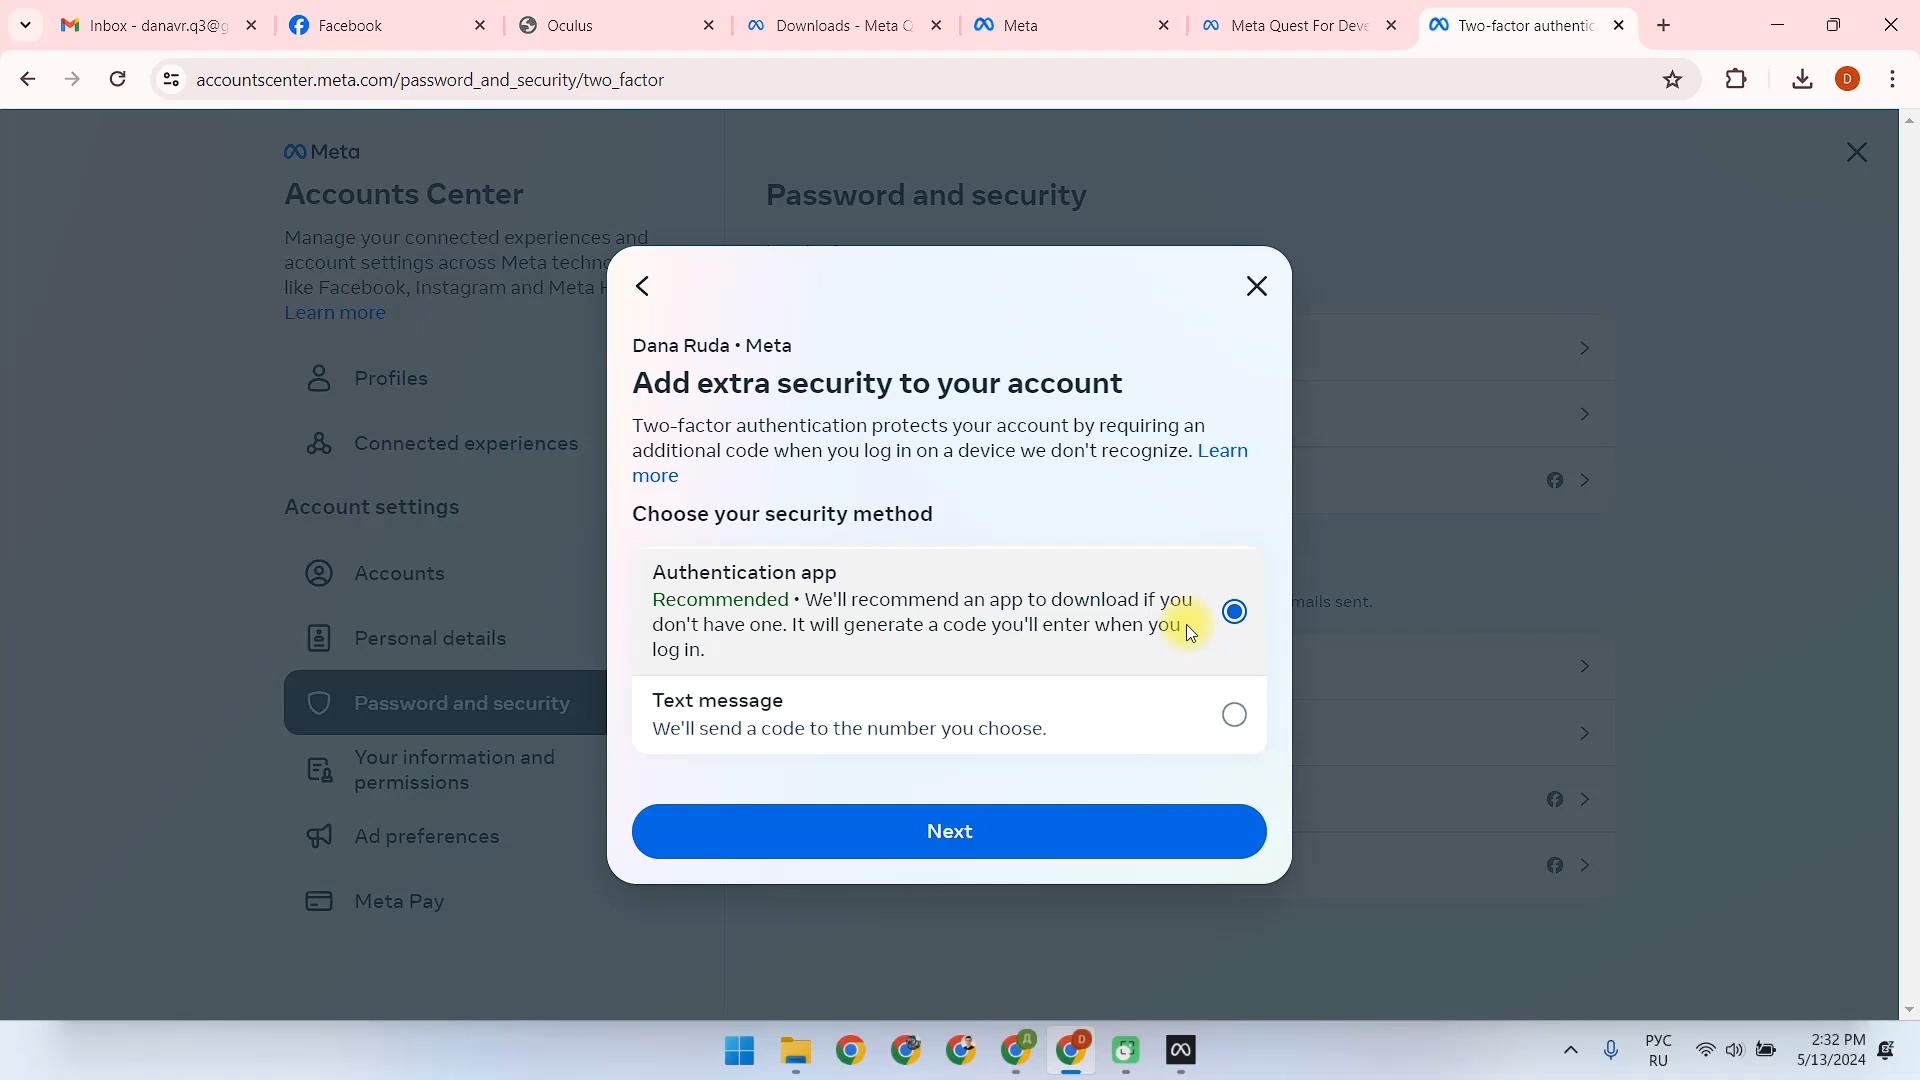 Inbox - danavr.q3@g
Facebook
Oculus
Downloads - Meta Q
Meta
Meta Quest For Deve
Two-factor authentic
accountscenter.meta.com/password_and_security/two_factor
D
Meta
Accounts Center
Manage your connected experiences and
account settings across Meta techno
like Facebook, Instagram and Meta H
Learn more
Profiles
Connected experiences
Account settings
Accounts
Personal details
Password and security
Your information and
permissions
Ad preferences
Meta Pay
Password and security
Dana Ruda • Meta
Add extra security to your account
Two-factor authentication protects your account by requiring an
additional code when you log in on a device we don't recognize. Learn
more
Choose your security method
Authentication app
Recommended • We'll recommend an app to download if you
don't have one. It will generate a code you'll enter when you
log in.
Text message
We'll send a code to the number you choose.
Next
mails sent.
Д
D
РУС
RU
2:32 PM
5/13/2024